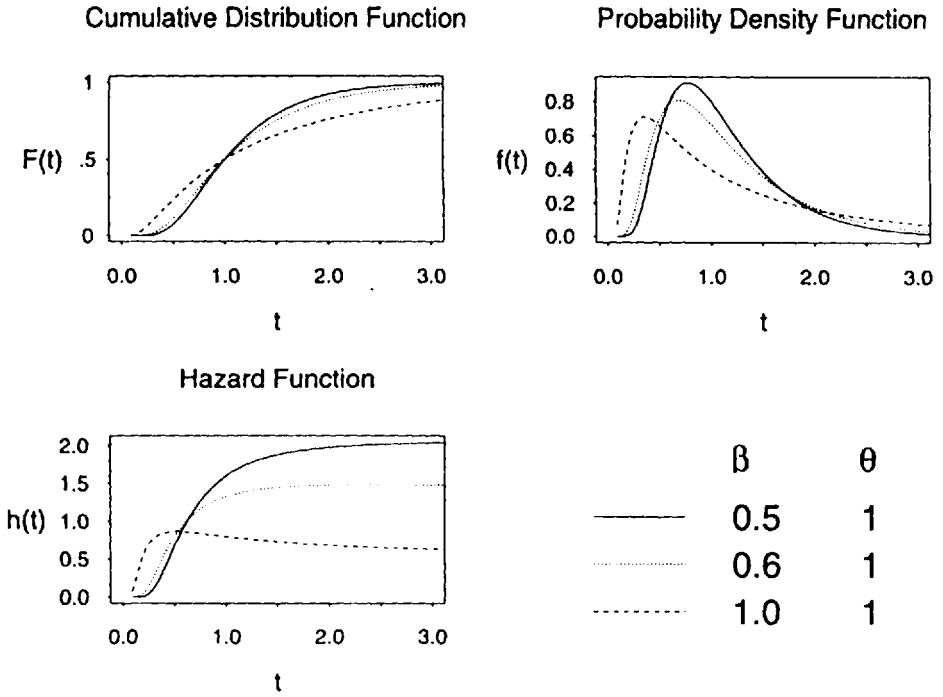 Cumulative Distribution Function
1
F(t) .5
0
0.0 1.0 2.0 3.0
t
Probability Density Function
0.8
0.6
f(t) 0.4
0.2
0.0
0.0 1.0 2.0 3.0
t
Hazard Function
2.0
1.5
h(t) 1.0
0.5
0.0
0.0 1.0 2.0 3.0
t
β θ
0.5 1
0.6 1
1.0 1